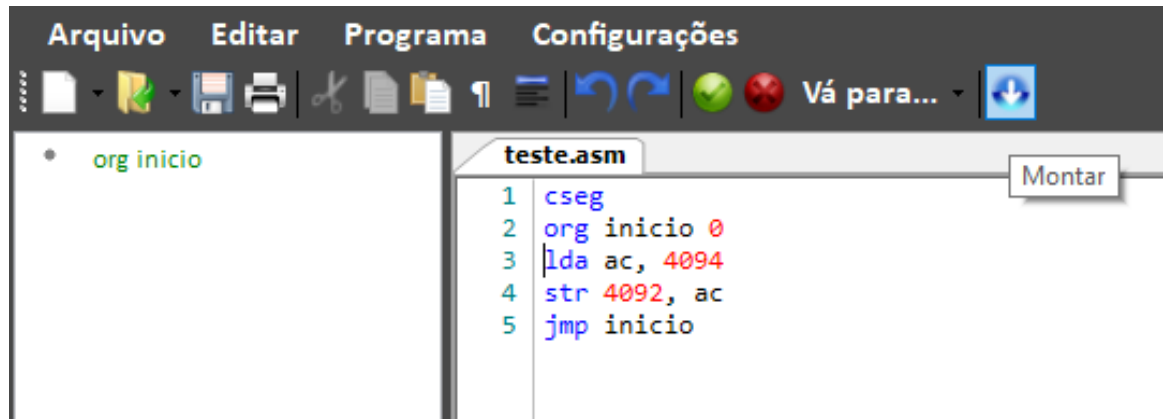 Arquivo Editar Programa Configurações
Vá para...
org inicio
teste.asm
Montar
1 cseg
2 org inicio 0
3 lda ac, 4094
4 str 4092, ac
5 jmp inicio